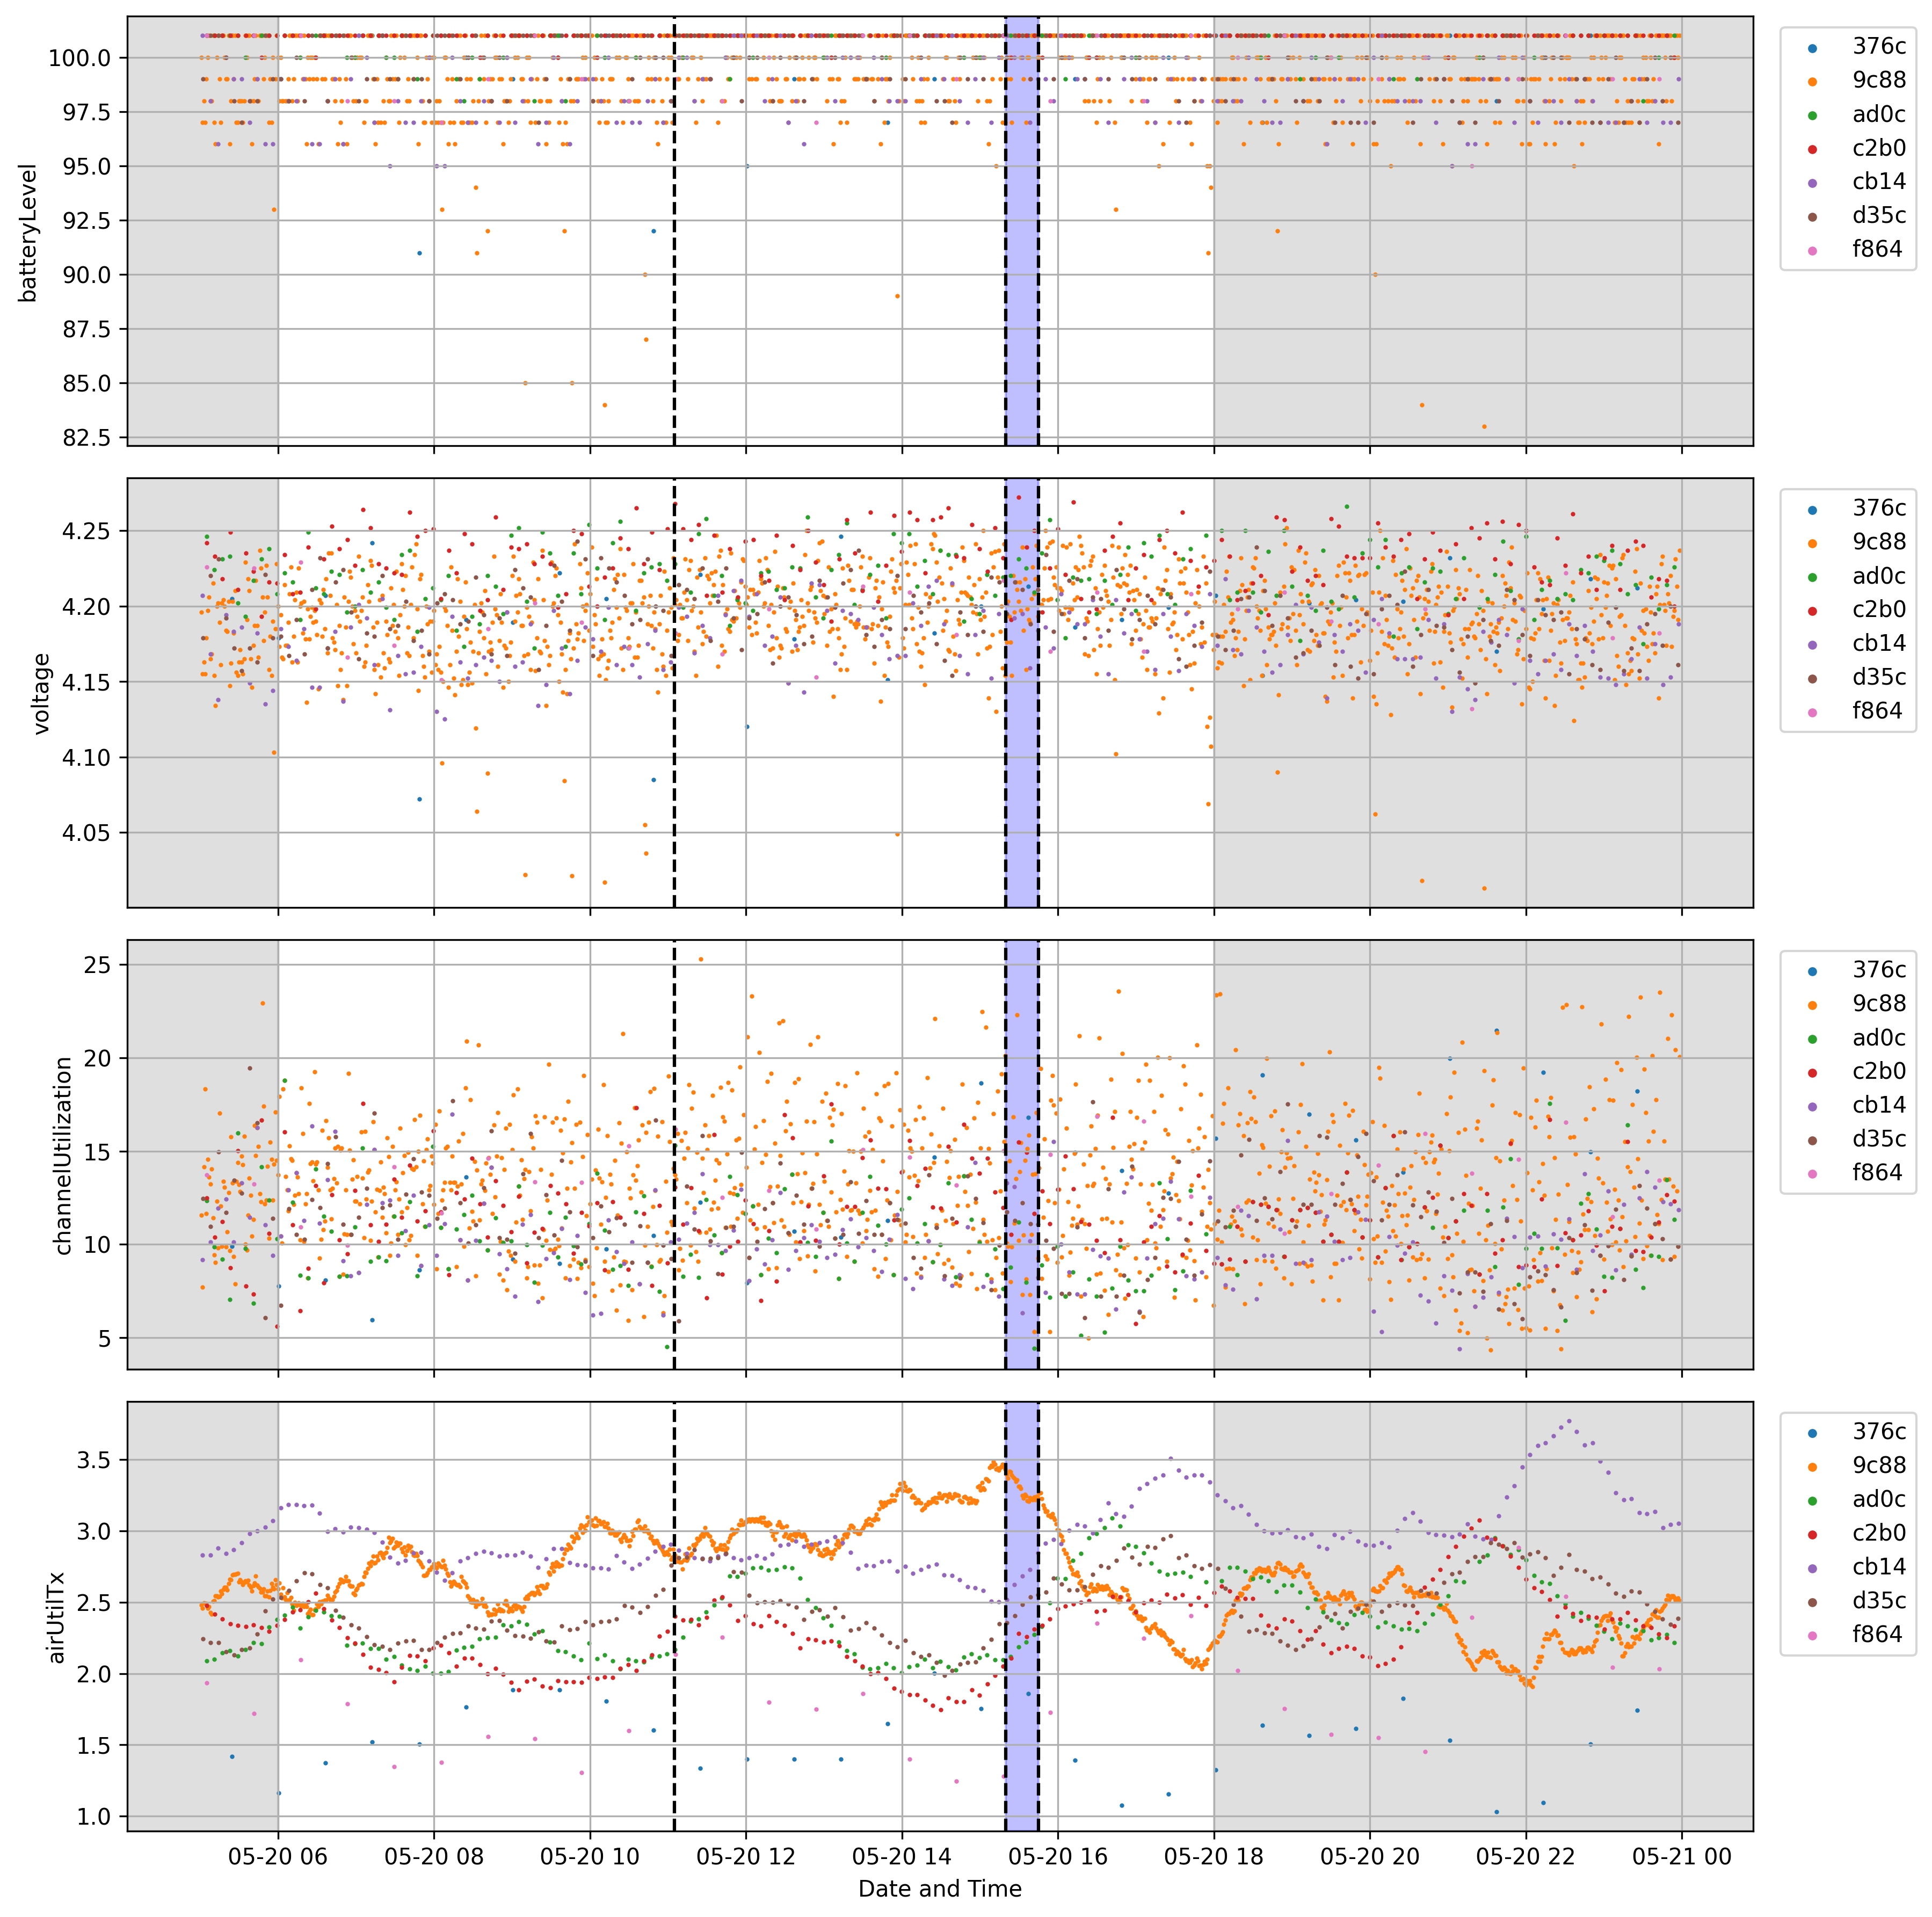 batteryLevel
100.0
97.5
95.0
92.5
90.0
87.5
85.0
82.5
376c
9c88
ad0c
c2b0
cb14
d35c
f864
voltage
4.25
4.20
4.15
4.10
4.05
376c
9c88
ad0c
c2b0
cb14
d35c
f864
channelUtilization
25
20
15
10
5
376c
9c88
ad0c
c2b0
cb14
d35c
f864
airUtilTx
3.5
3.0
2.5
2.0
1.5
1.0
376c
9c88
ad0c
c2b0
cb14
d35c
f864
05-20 06 05-20 08 05-20 10 05-20 12 05-20 14 05-20 16 05-20 18 05-20 20 05-20 22 05-21 00
Date and Time